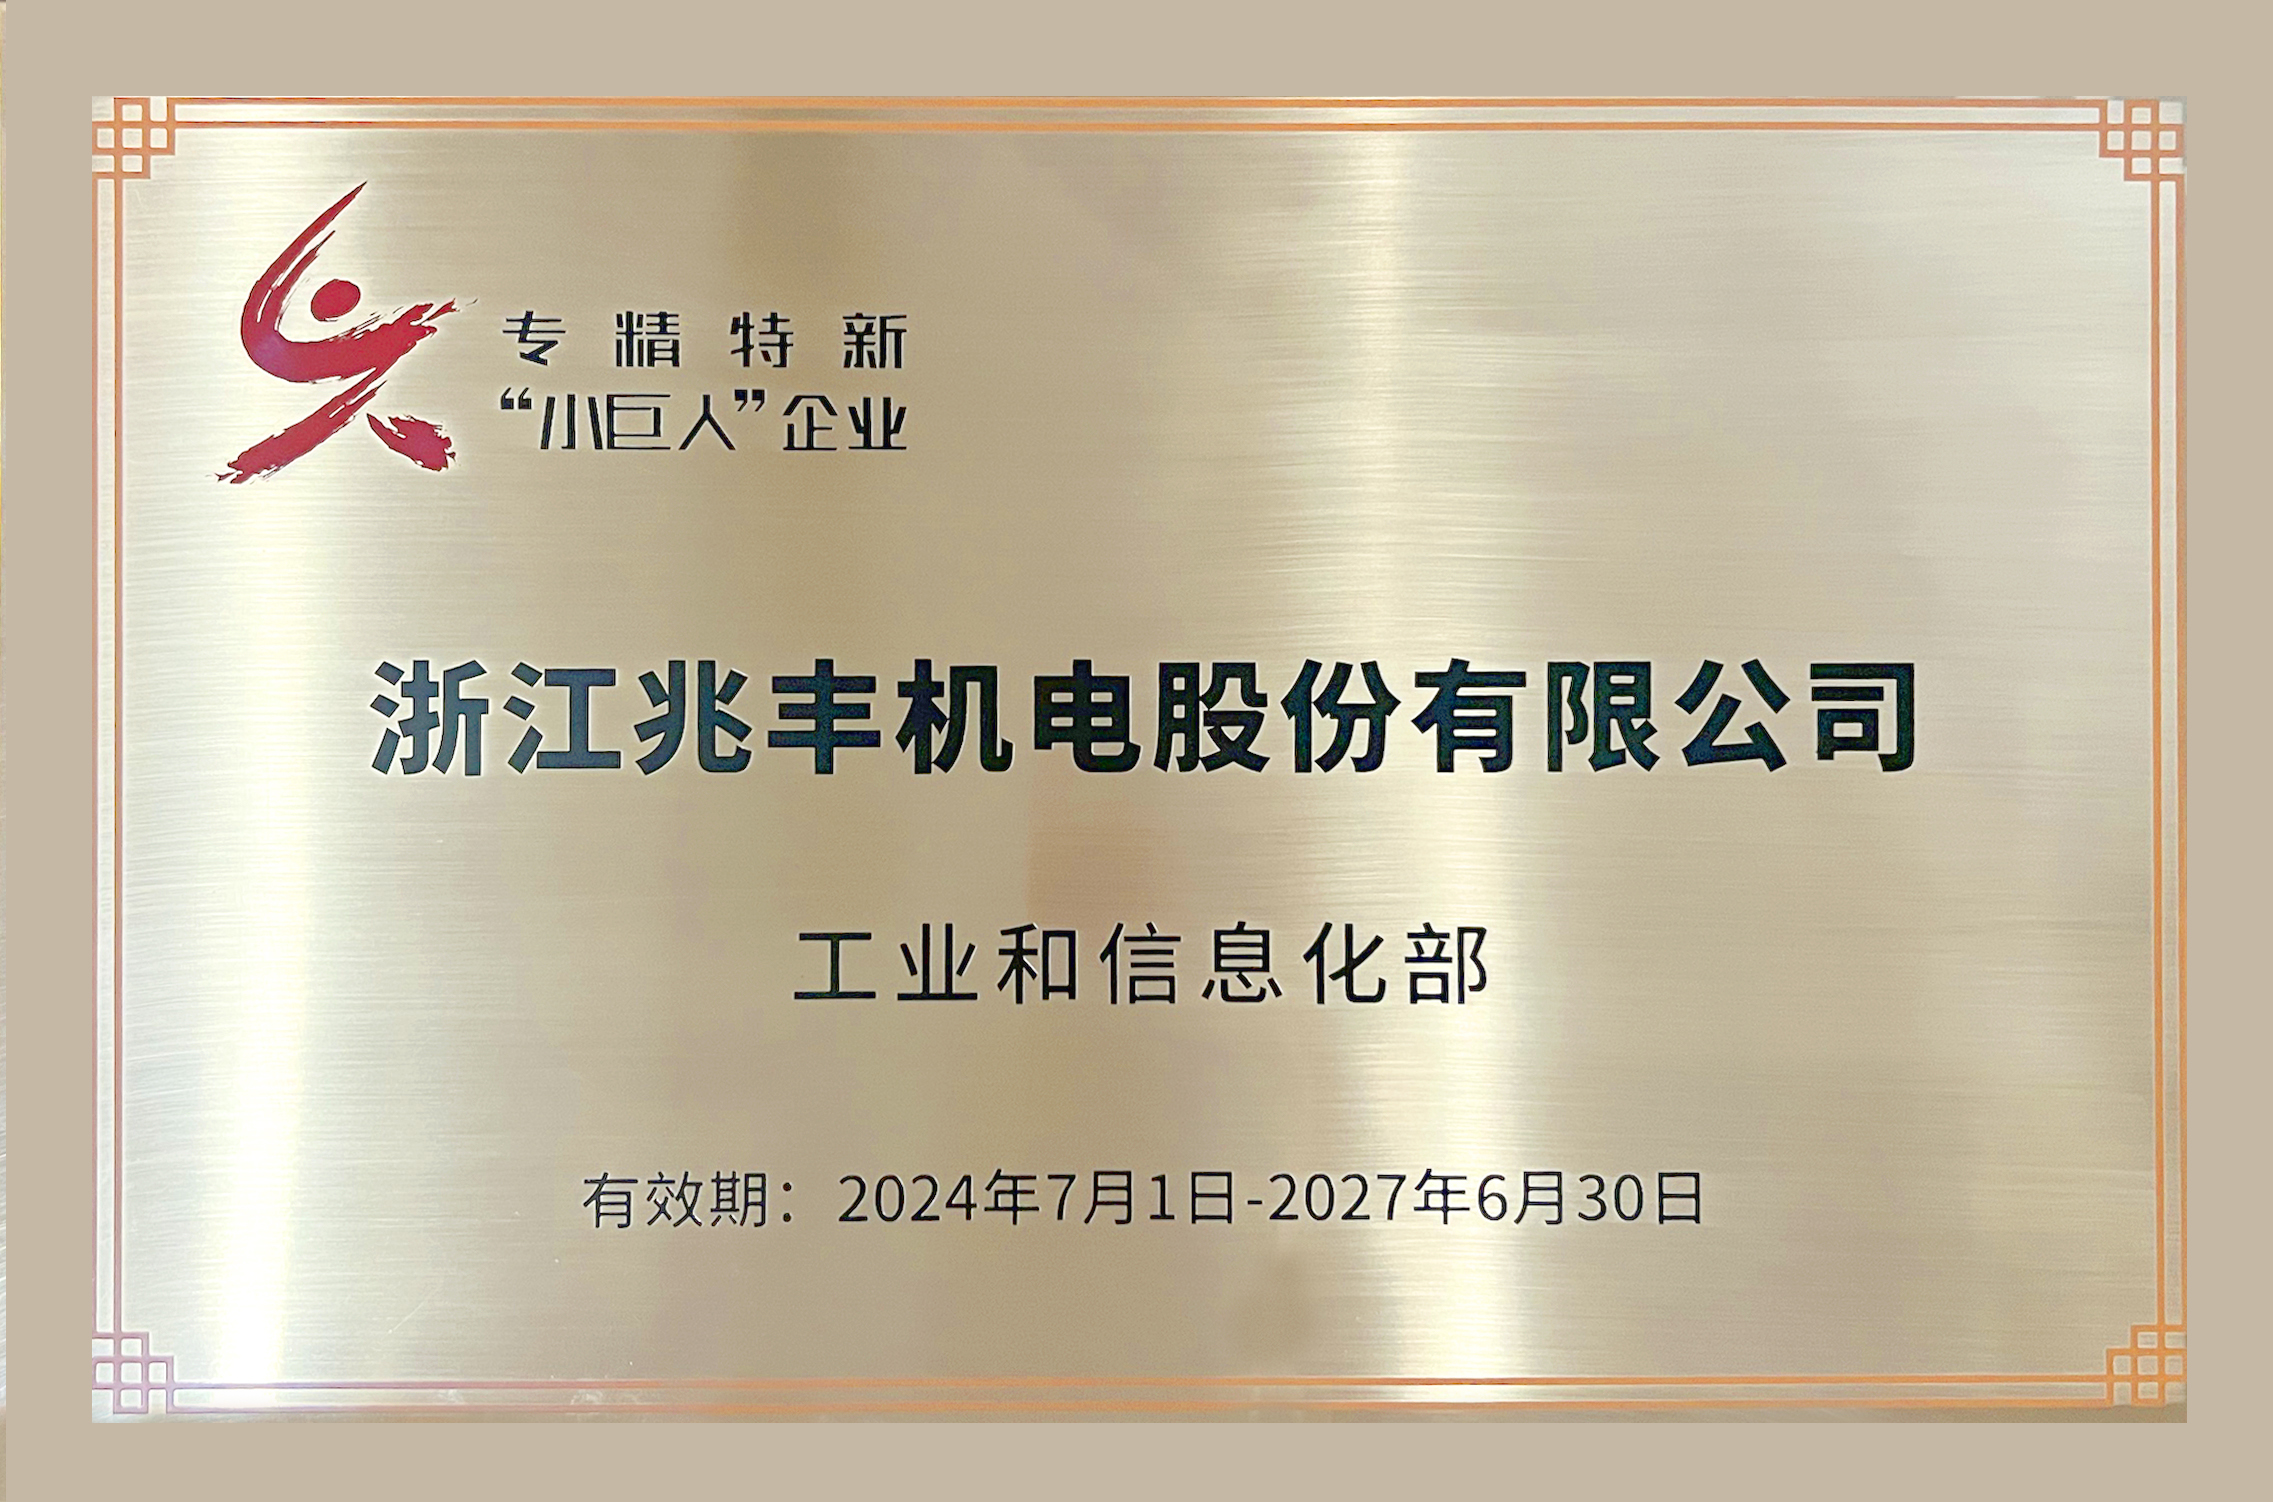 专精特新
“小巨人”企业
浙江兆丰机电股份有限公司
工业和信息化部
有效期：2024年7月1日-2027年6月30日